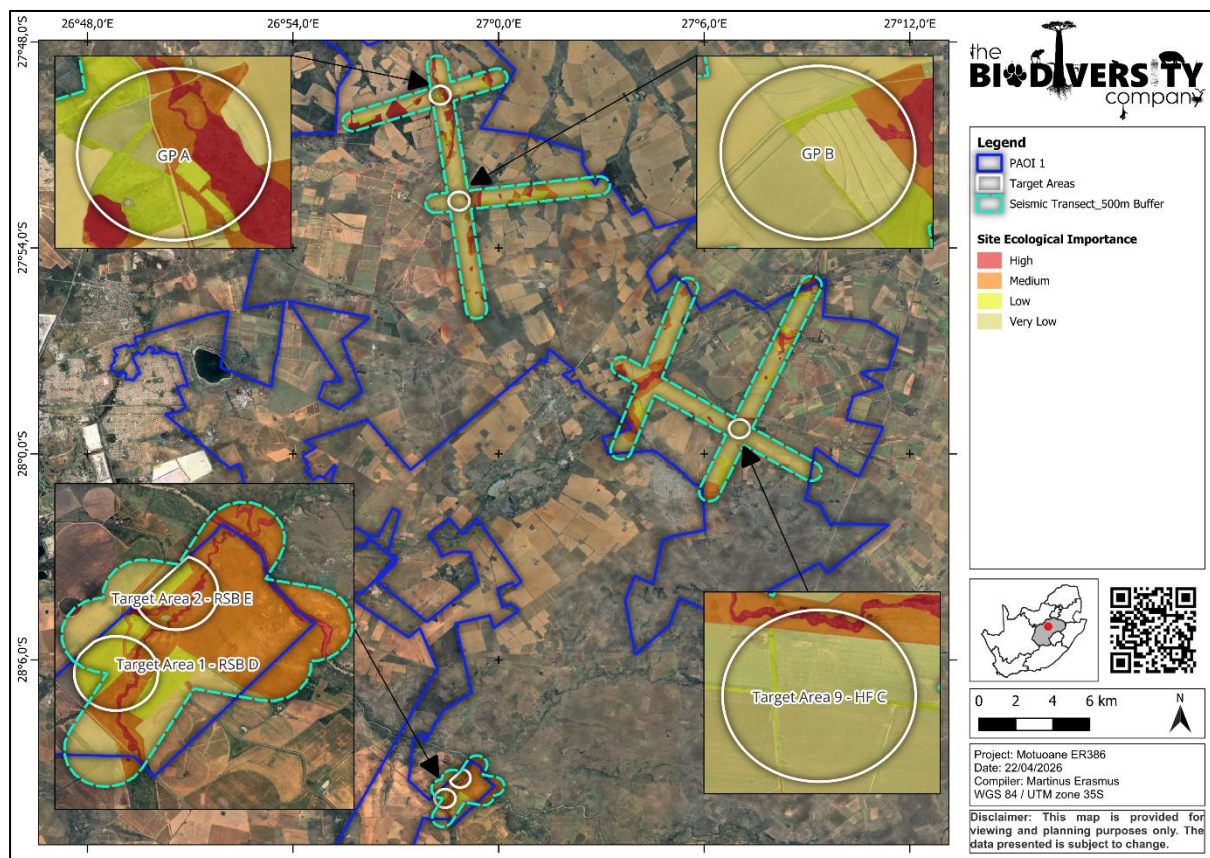 26°48,0'E 26°54,0'E 27°0,0'E 27°6,0'E 27°12,0'E
27°48,0'S
27°54,0'S
28°0,0'S
28°6,0'S
GP A
GP B
Target Area 2 - RSB E
Target Area 1 - RSB D
Target Area 9 - HF C
the
BIODIVERSITY
company
Legend
PAOI 1
Target Areas
Seismic Transect_500m Buffer
Site Ecological Importance
High
Medium
Low
Very Low
0 2 4 6 km
N
Project: Motuoane ER386
Date: 22/04/2026
Compiler: Martinus Erasmus
WGS 84 / UTM zone 35S
Disclaimer: This map is provided for
viewing and planning purposes only. The
data presented is subject to change.